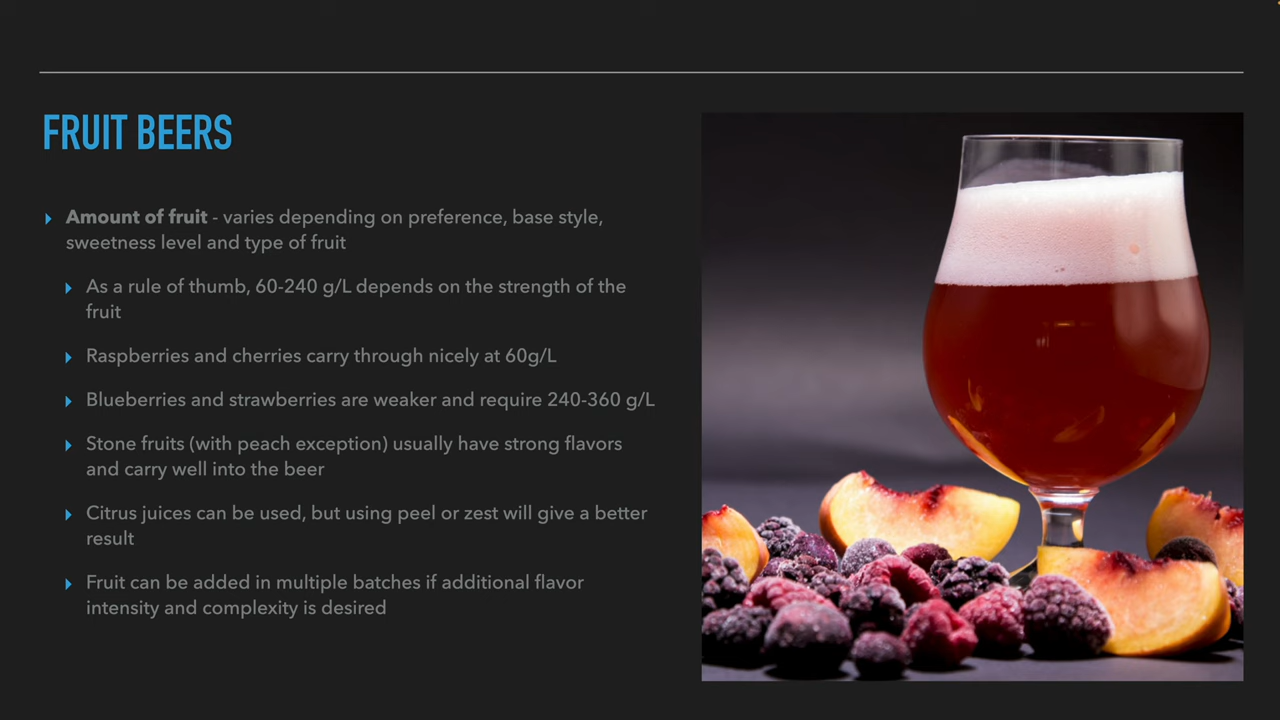 FRUIT BEERS
Amount of fruit - varies depending on preference, base style,
sweetness level and type of fruit
As a rule of thumb, 60-240 g/L depends on the strength of the
fruit
Raspberries and cherries carry through nicely at 60g/L
Blueberries and strawberries are weaker and require 240-360 g/L
Stone fruits (with peach exception) usually have strong flavors
and carry well into the beer
Citrus juices can be used, but using peel or zest will give a better
result
Fruit can be added in multiple batches if additional flavor
intensity and complexity is desired